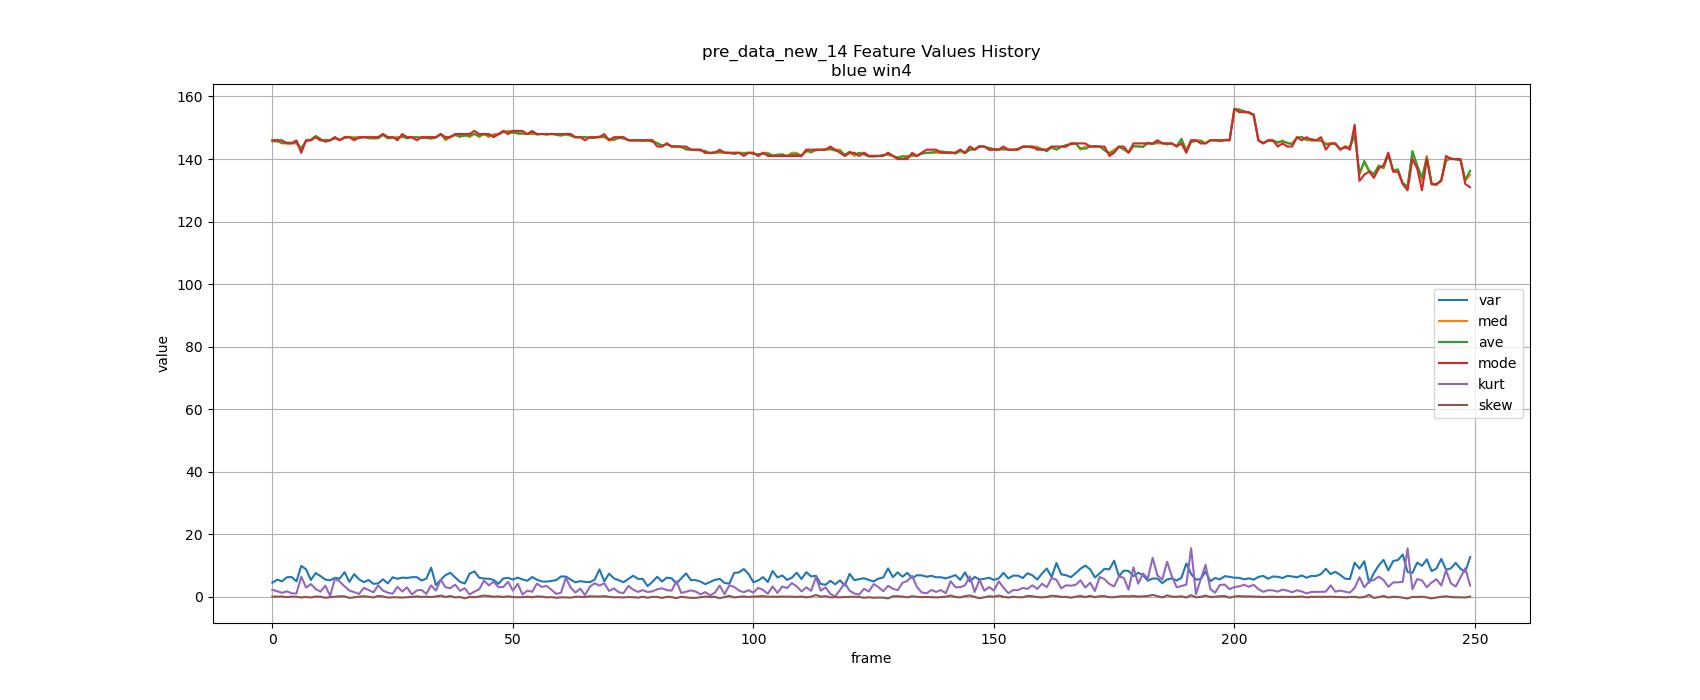 pre_data_new_14 Feature Values History
blue win4
160
140
120
100
80
60
40
20
0
value
var
med
ave
mode
kurt
skew
0
50
100
150
200
250
frame